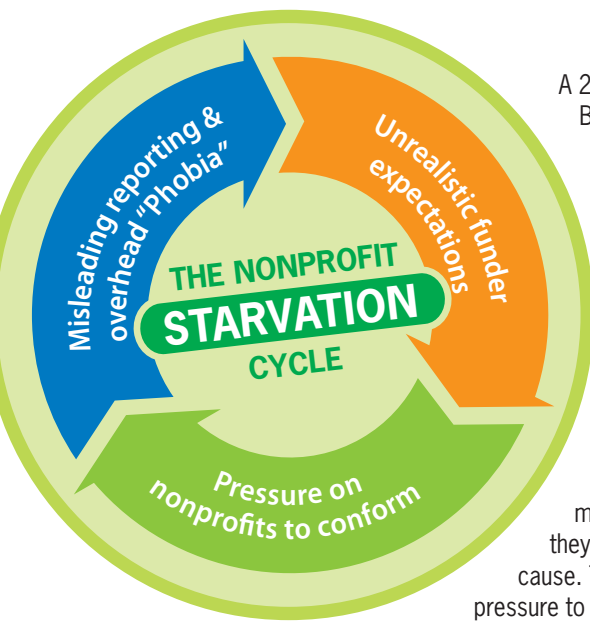 A 2
B
Misleading reporting &
overhead "Phobia"
Unrealistic funder
expectations
THE NONPROFIT
STARVATION
CYCLE
Pressure on
nonprofits to conform
m
they
cause. T
pressure to